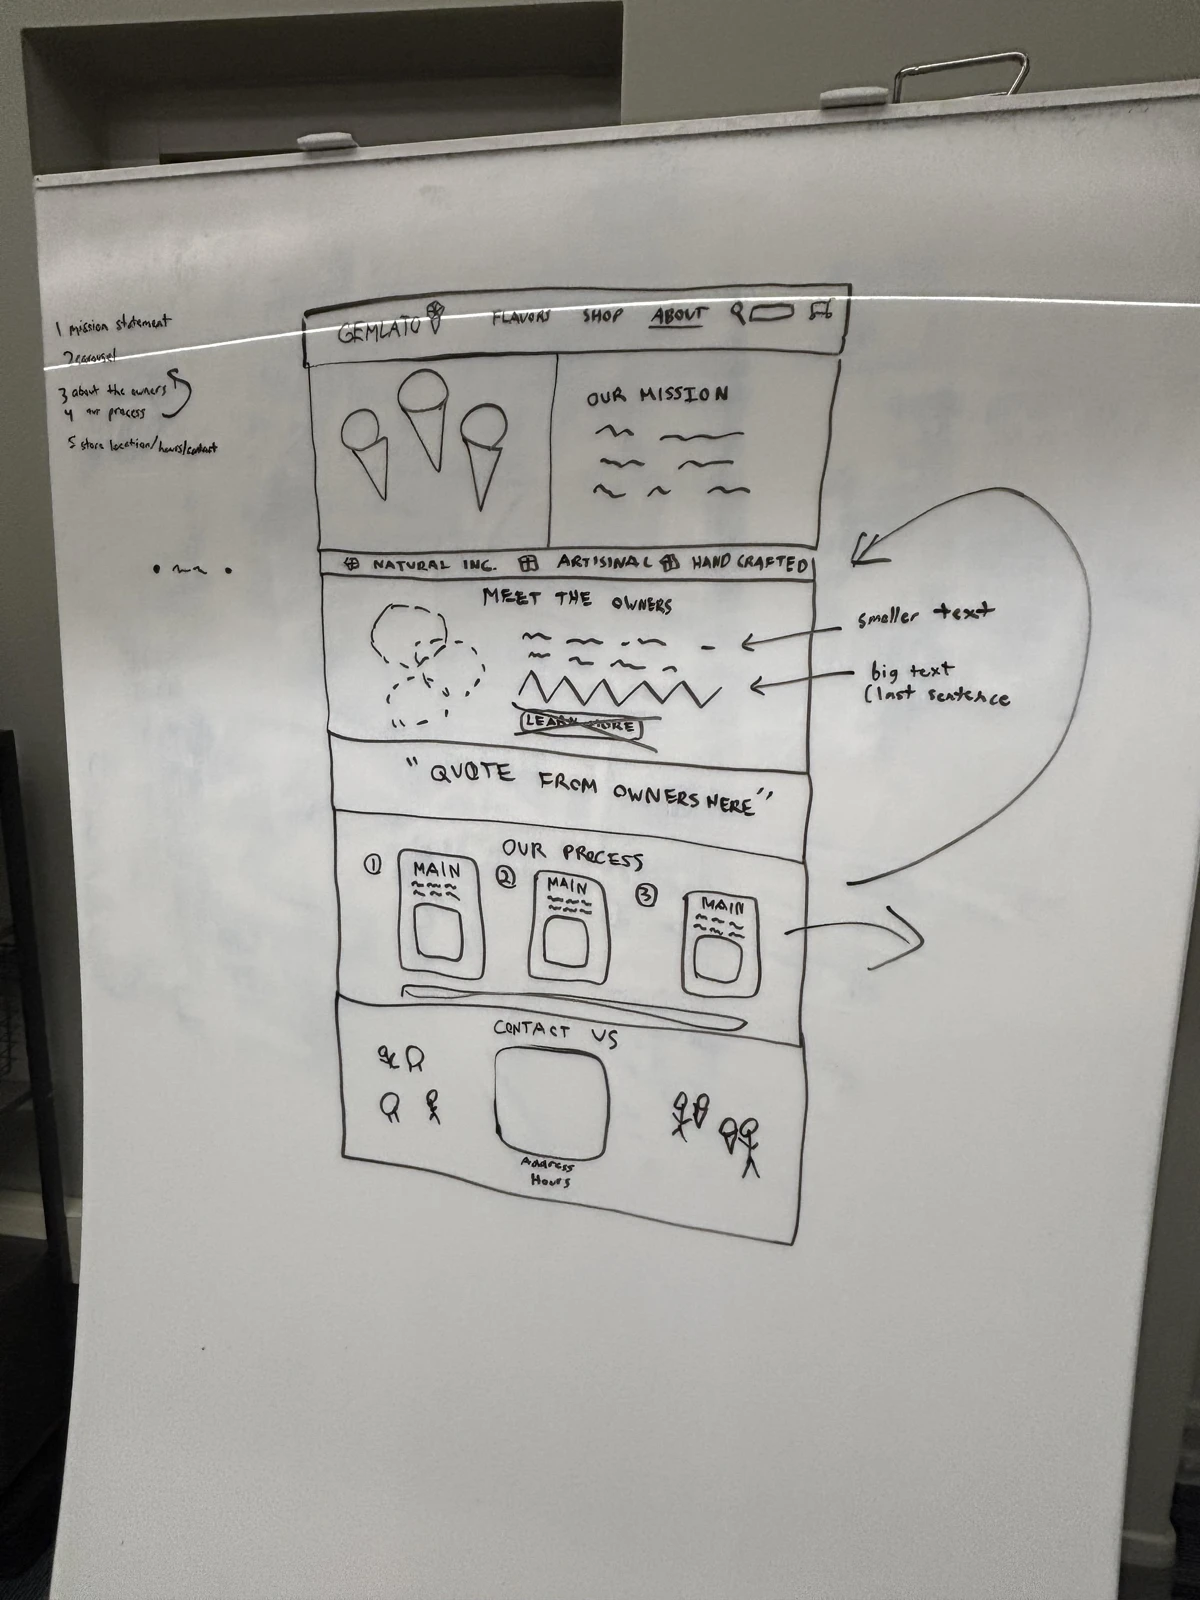 1 mission statement
2 carousel
3 about the owners
4 our process
5 store location/hours/contact
GEMLATO FLAVORS SHOP ABOUT
OUR MISSION
NATURAL INC. ARTISINAL HAND CRAFTED
MEET THE OWNERS
smaller text
big text
(last sentence
LEARN MORE
"QUOTE FROM OWNERS HERE"
OUR PROCESS
1 MAIN 2 MAIN 3 MAIN
CONTACT US
Address
Hours